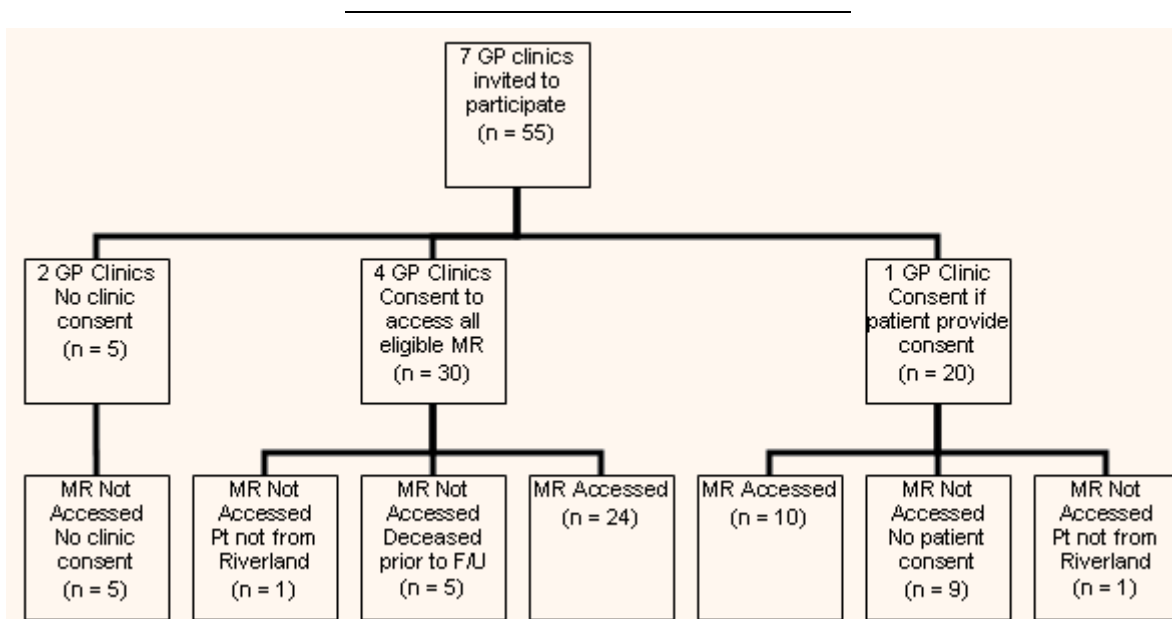 7 GP clinics
invited to
participate
(n = 55)
2 GP Clinics
No clinic
consent
(n = 5)
4 GP Clinics
Consent to
access all
eligible MR
(n = 30)
1 GP Clinic
Consent if
patient provide
consent
(n = 20)
MR Not
Accessed
No clinic
consent
(n = 5)
MR Not
Accessed
Pt not from
Riverland
(n = 1)
MR Not
Accessed
Deceased
prior to F/U
(n = 5)
MR Accessed
(n = 24)
MR Accessed
(n = 10)
MR Not
Accessed
No patient
consent
(n = 9)
MR Not
Accessed
Pt not from
Riverland
(n = 1)